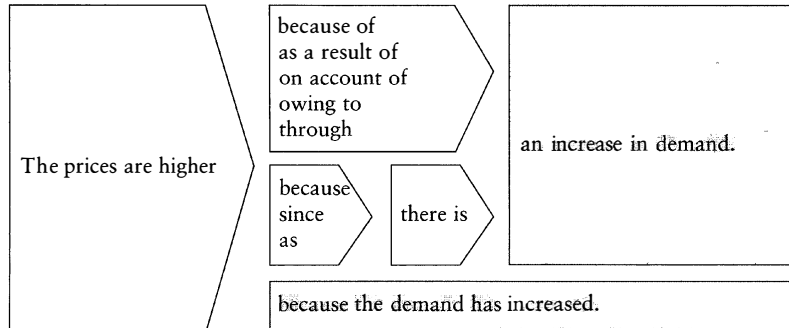 The prices are higher
because of
as a result of
on account of
owing to
through
because
since
as
there is
an increase in demand.
because the demand has increased.